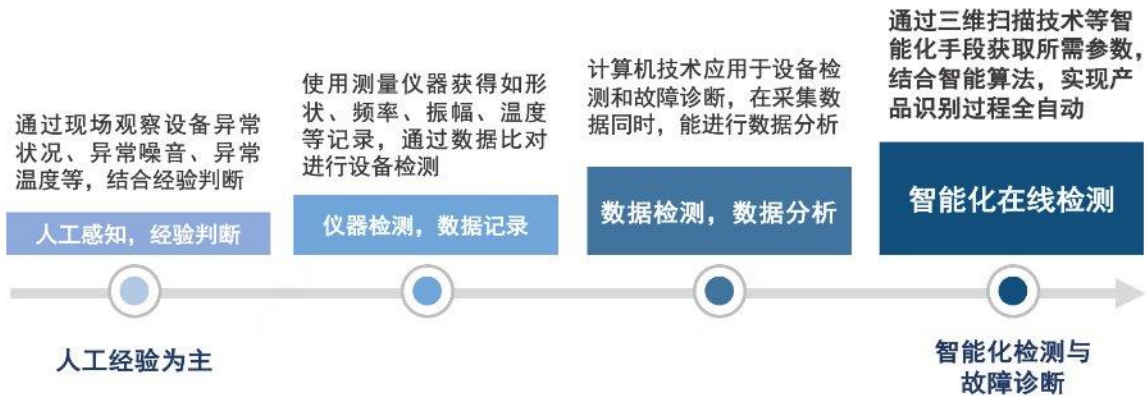 通过现场观察设备异常
状况、异常噪音、异常
温度等，结合经验判断
人工感知，经验判断
使用测量仪器获得如形
状、频率、振幅、温度
等记录，通过数据比对
进行设备检测
仪器检测，数据记录
计算机技术应用于设备检
测和故障诊断，在采集数
据同时，能进行数据分析
数据检测，数据分析
通过三维扫描技术等智
能化手段获取所需参数，
结合智能算法，实现产
品识别过程全自动
智能化在线检测
人工经验为主
智能化检测与
故障诊断